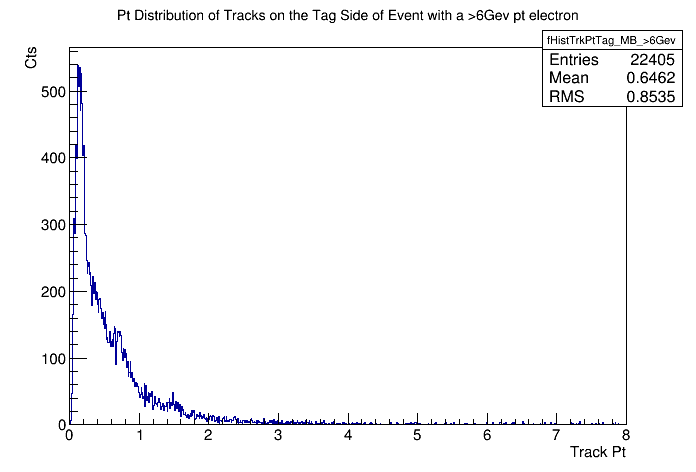 Pt Distribution of Tracks on the Tag Side of Event with a >6Gev pt electron
fHistTrkPtTag_MB_>6Gev
Entries 22405
Mean 0.6462
RMS 0.8535
Cts
500
400
300
200
100
0
0 1 2 3 4 5 6 7 8
Track Pt